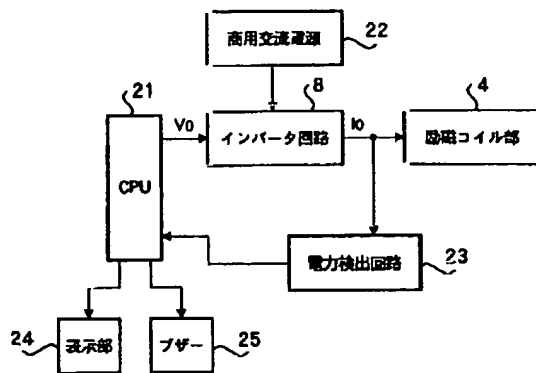 商用交流電源
22
21
8
4
V0
インバータ回路
I0
励磁コイル部
CPU
電力検出回路
23
24
表示部
ブザー
25